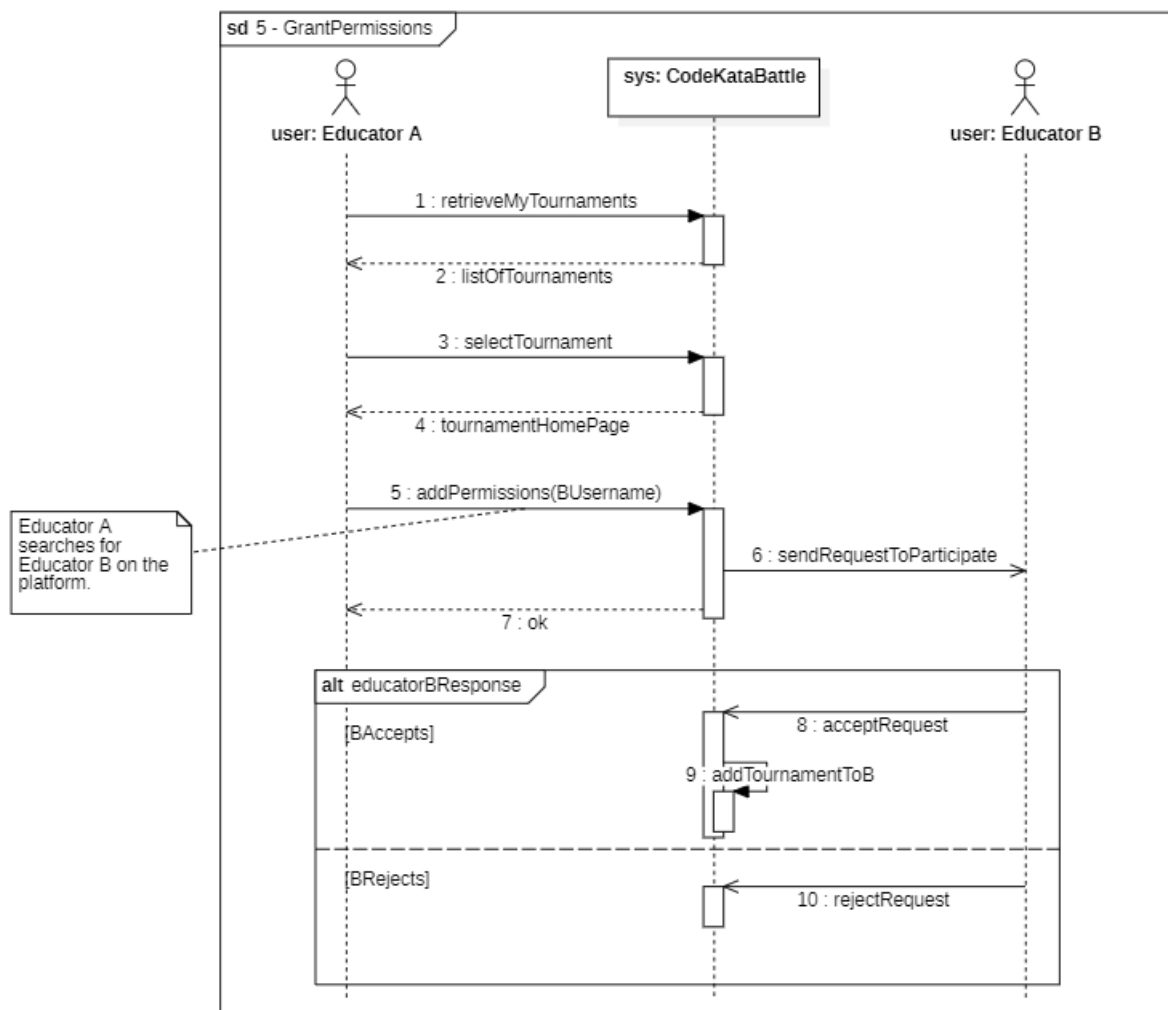 sd 5 - GrantPermissions
sys: CodeKataBattle
user: Educator A
user: Educator B
1 : retrieveMyTournaments
2 : listOfTournaments
3 : selectTournament
4 : tournamentHomePage
5 : addPermissions(BUsername)
Educator A
searches for
Educator B on the
platform.
6 : sendRequestToParticipate
7 : ok
alt educatorBResponse
[BAccepts]
8 : acceptRequest
9 : addTournamentToB
[BRejects]
10 : rejectRequest